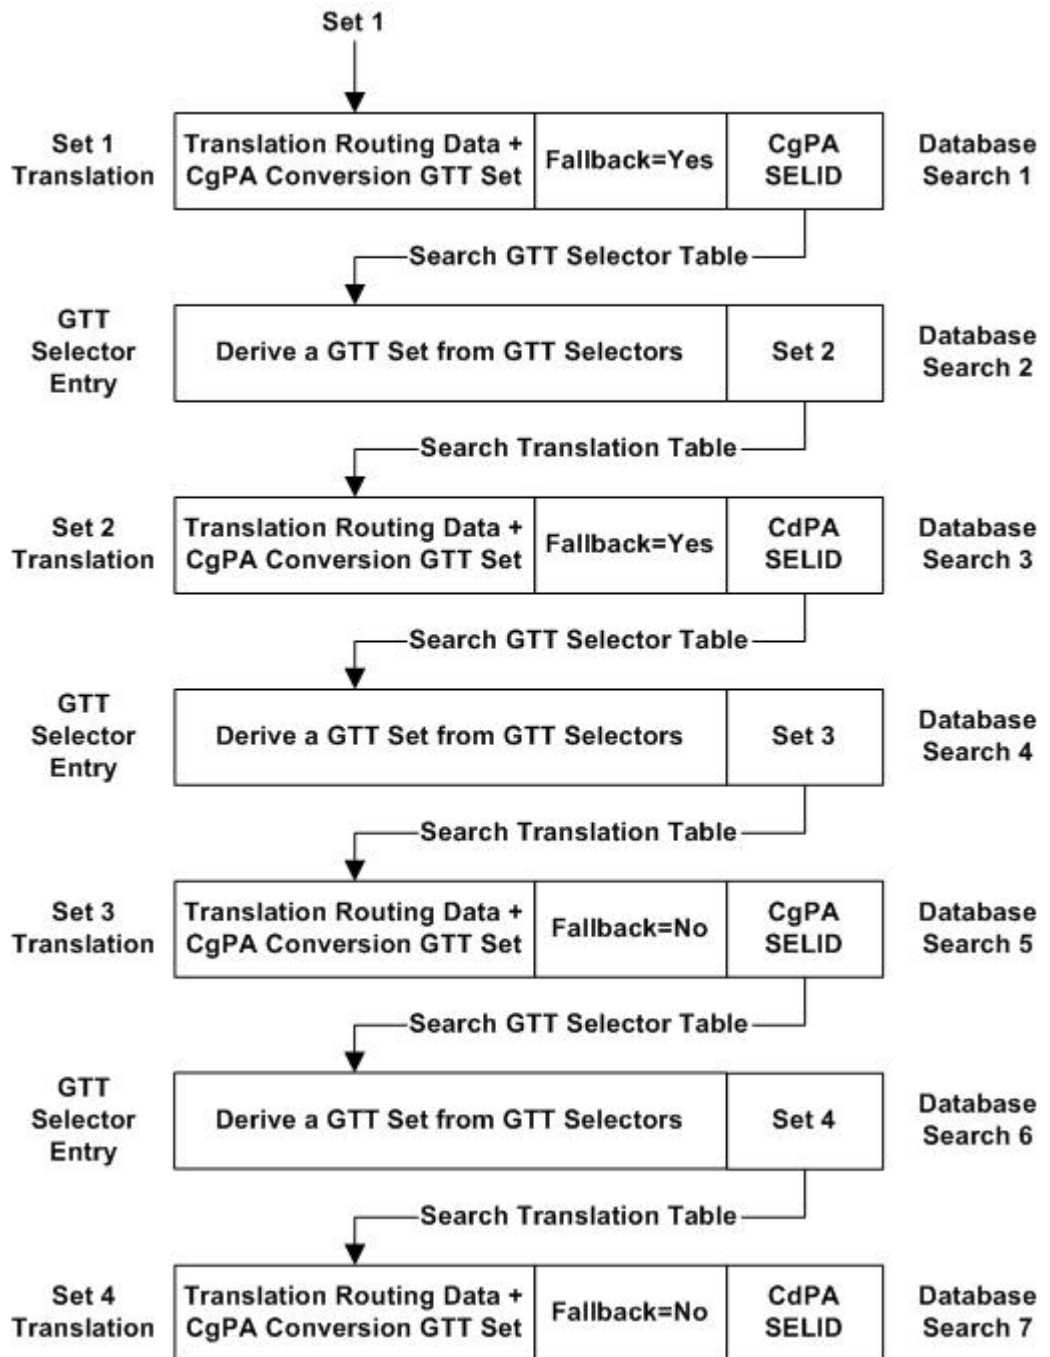 Set 1
Set 1
Translation
Translation Routing Data +
CgPA Conversion GTT Set
Fallback=Yes
CgPA
SELID
Database
Search 1
Search GTT Selector Table
GTT
Selector
Entry
Derive a GTT Set from GTT Selectors
Set 2
Database
Search 2
Search Translation Table
Set 2
Translation
Translation Routing Data +
CgPA Conversion GTT Set
Fallback=Yes
CdPA
SELID
Database
Search 3
Search GTT Selector Table
GTT
Selector
Entry
Derive a GTT Set from GTT Selectors
Set 3
Database
Search 4
Search Translation Table
Set 3
Translation
Translation Routing Data +
CgPA Conversion GTT Set
Fallback=No
CgPA
SELID
Database
Search 5
Search GTT Selector Table
GTT
Selector
Entry
Derive a GTT Set from GTT Selectors
Set 4
Database
Search 6
Search Translation Table
Set 4
Translation
Translation Routing Data +
CgPA Conversion GTT Set
Fallback=No
CdPA
SELID
Database
Search 7